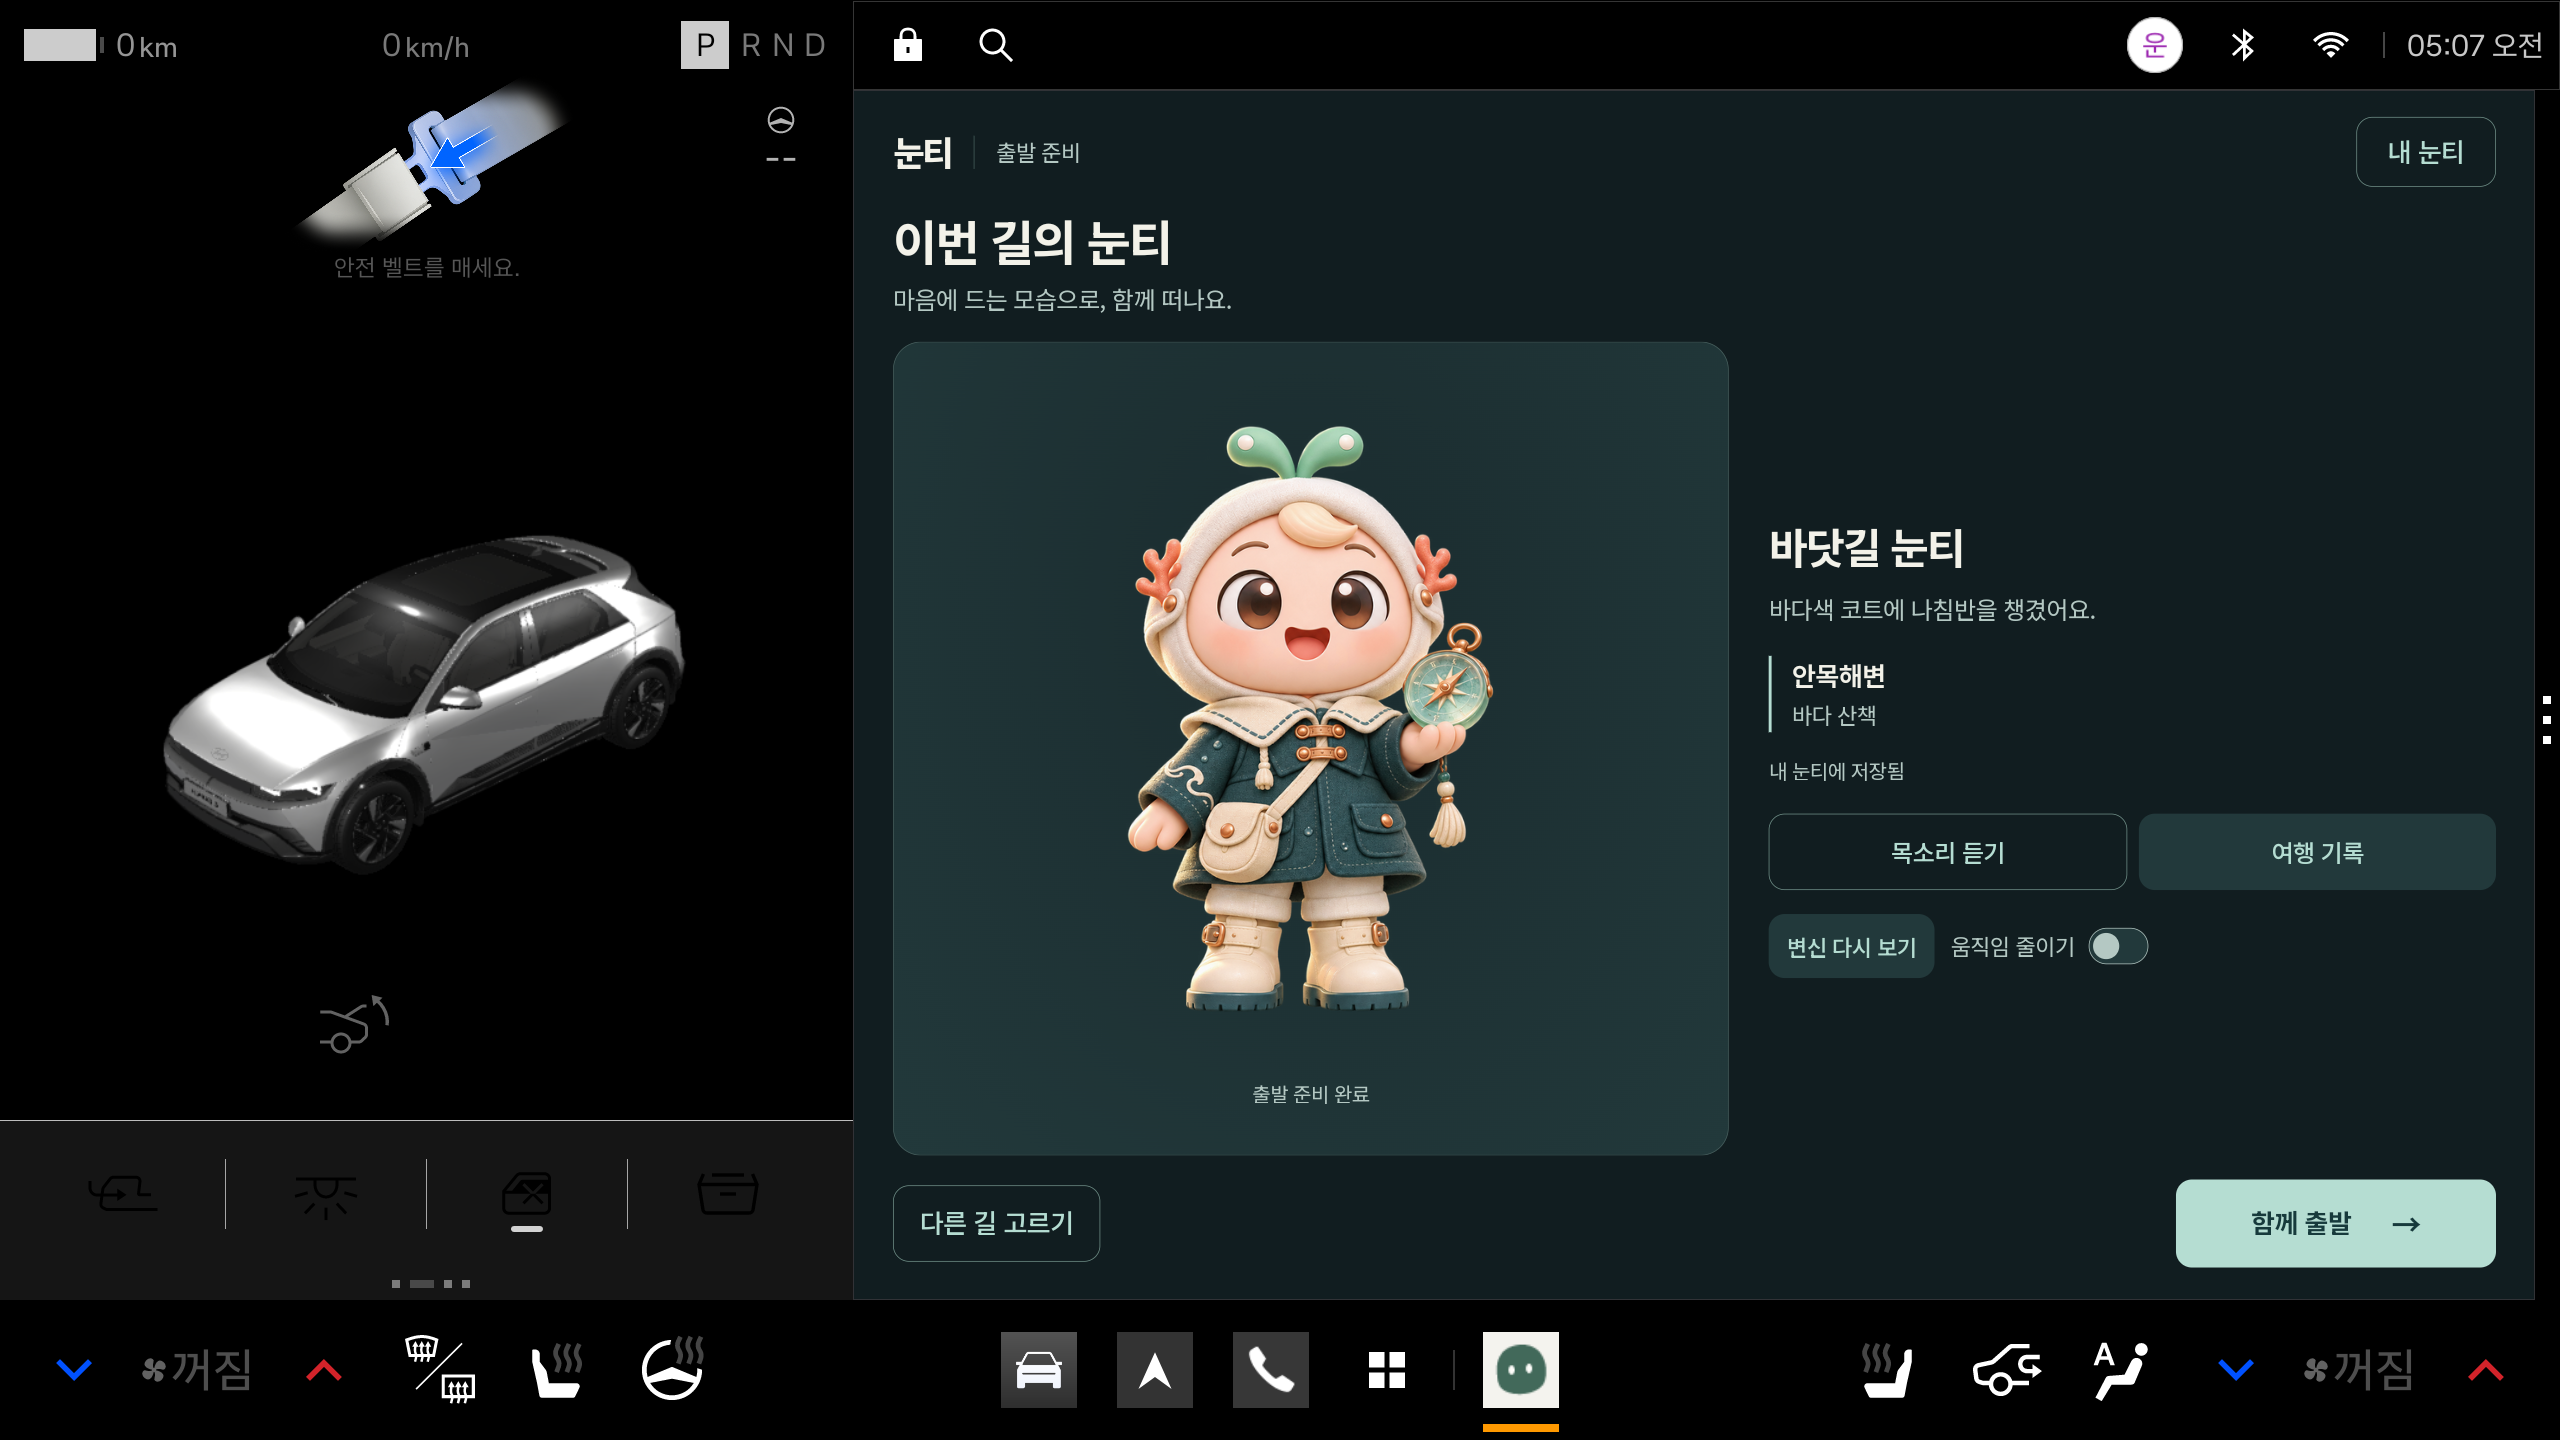 0 km
0 km/h
P R N D
운
05:07 오전
안전 벨트를 매세요.
--
눈티
출발 준비
내 눈티
이번 길의 눈티
마음에 드는 모습으로, 함께 떠나요.
바닷길 눈티
바다색 코트에 나침반을 챙겼어요.
안목해변
바다 산책
내 눈티에 저장됨
목소리 듣기
여행 기록
변신 다시 보기
움직임 줄이기
출발 준비 완료
다른 길 고르기
함께 출발 →
꺼짐
A
꺼짐